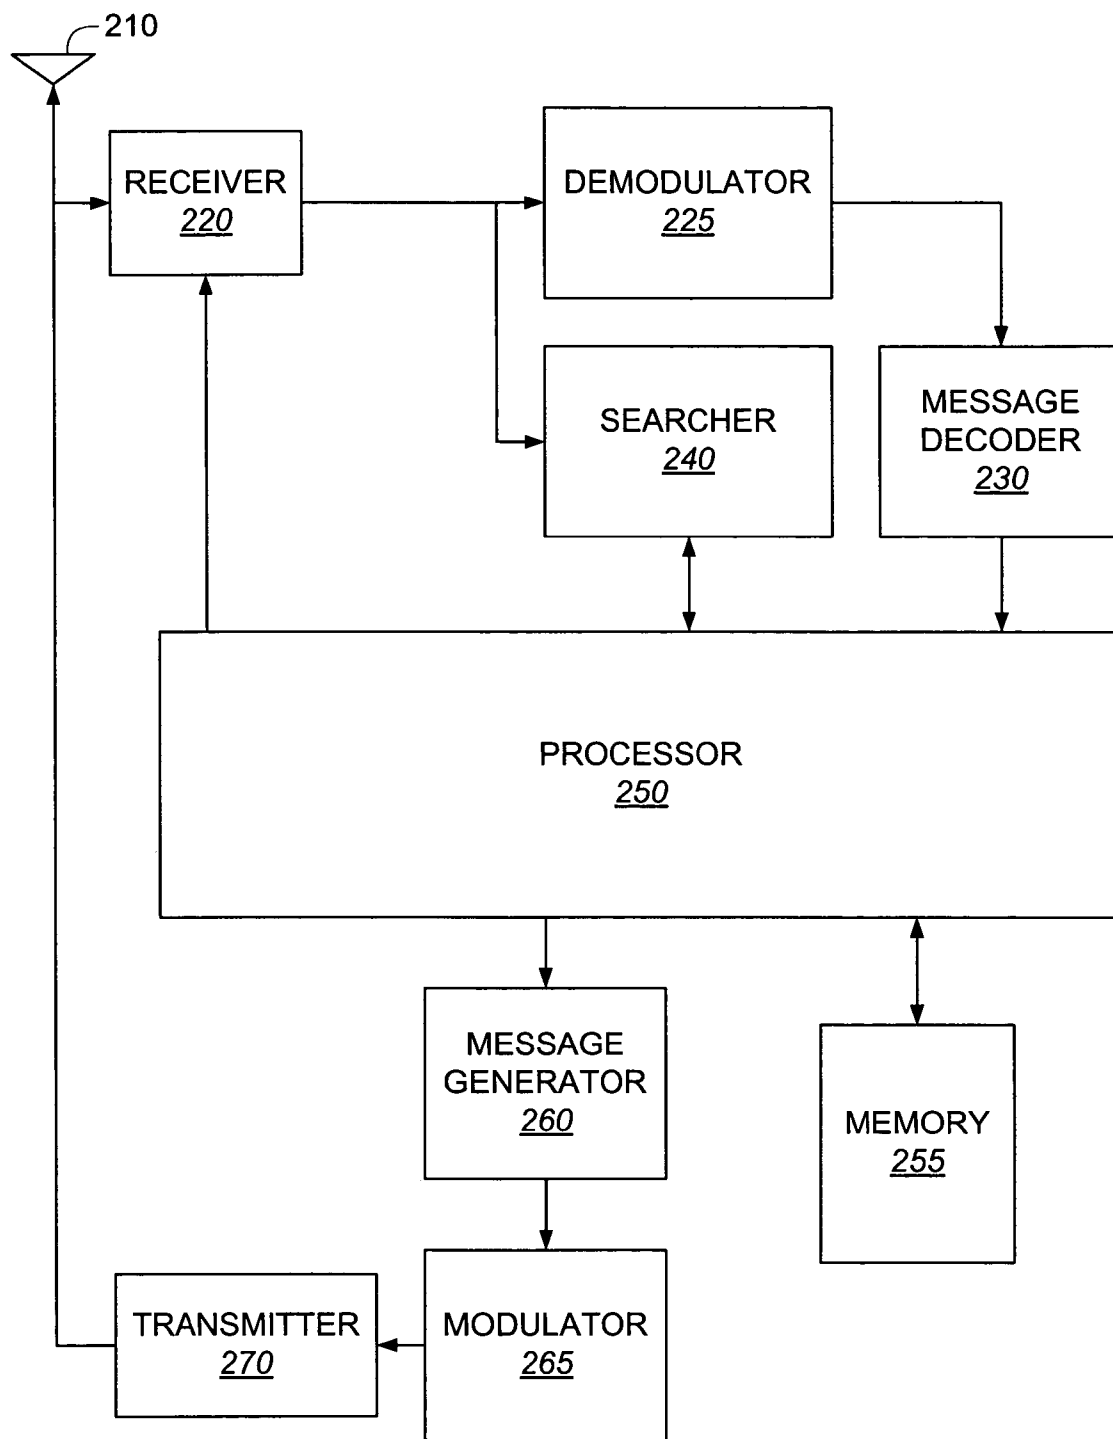 210
RECEIVER
220
DEMODULATOR
225
SEARCHER
240
MESSAGE
DECODER
230
PROCESSOR
250
MESSAGE
GENERATOR
260
MEMORY
255
TRANSMITTER
270
MODULATOR
265